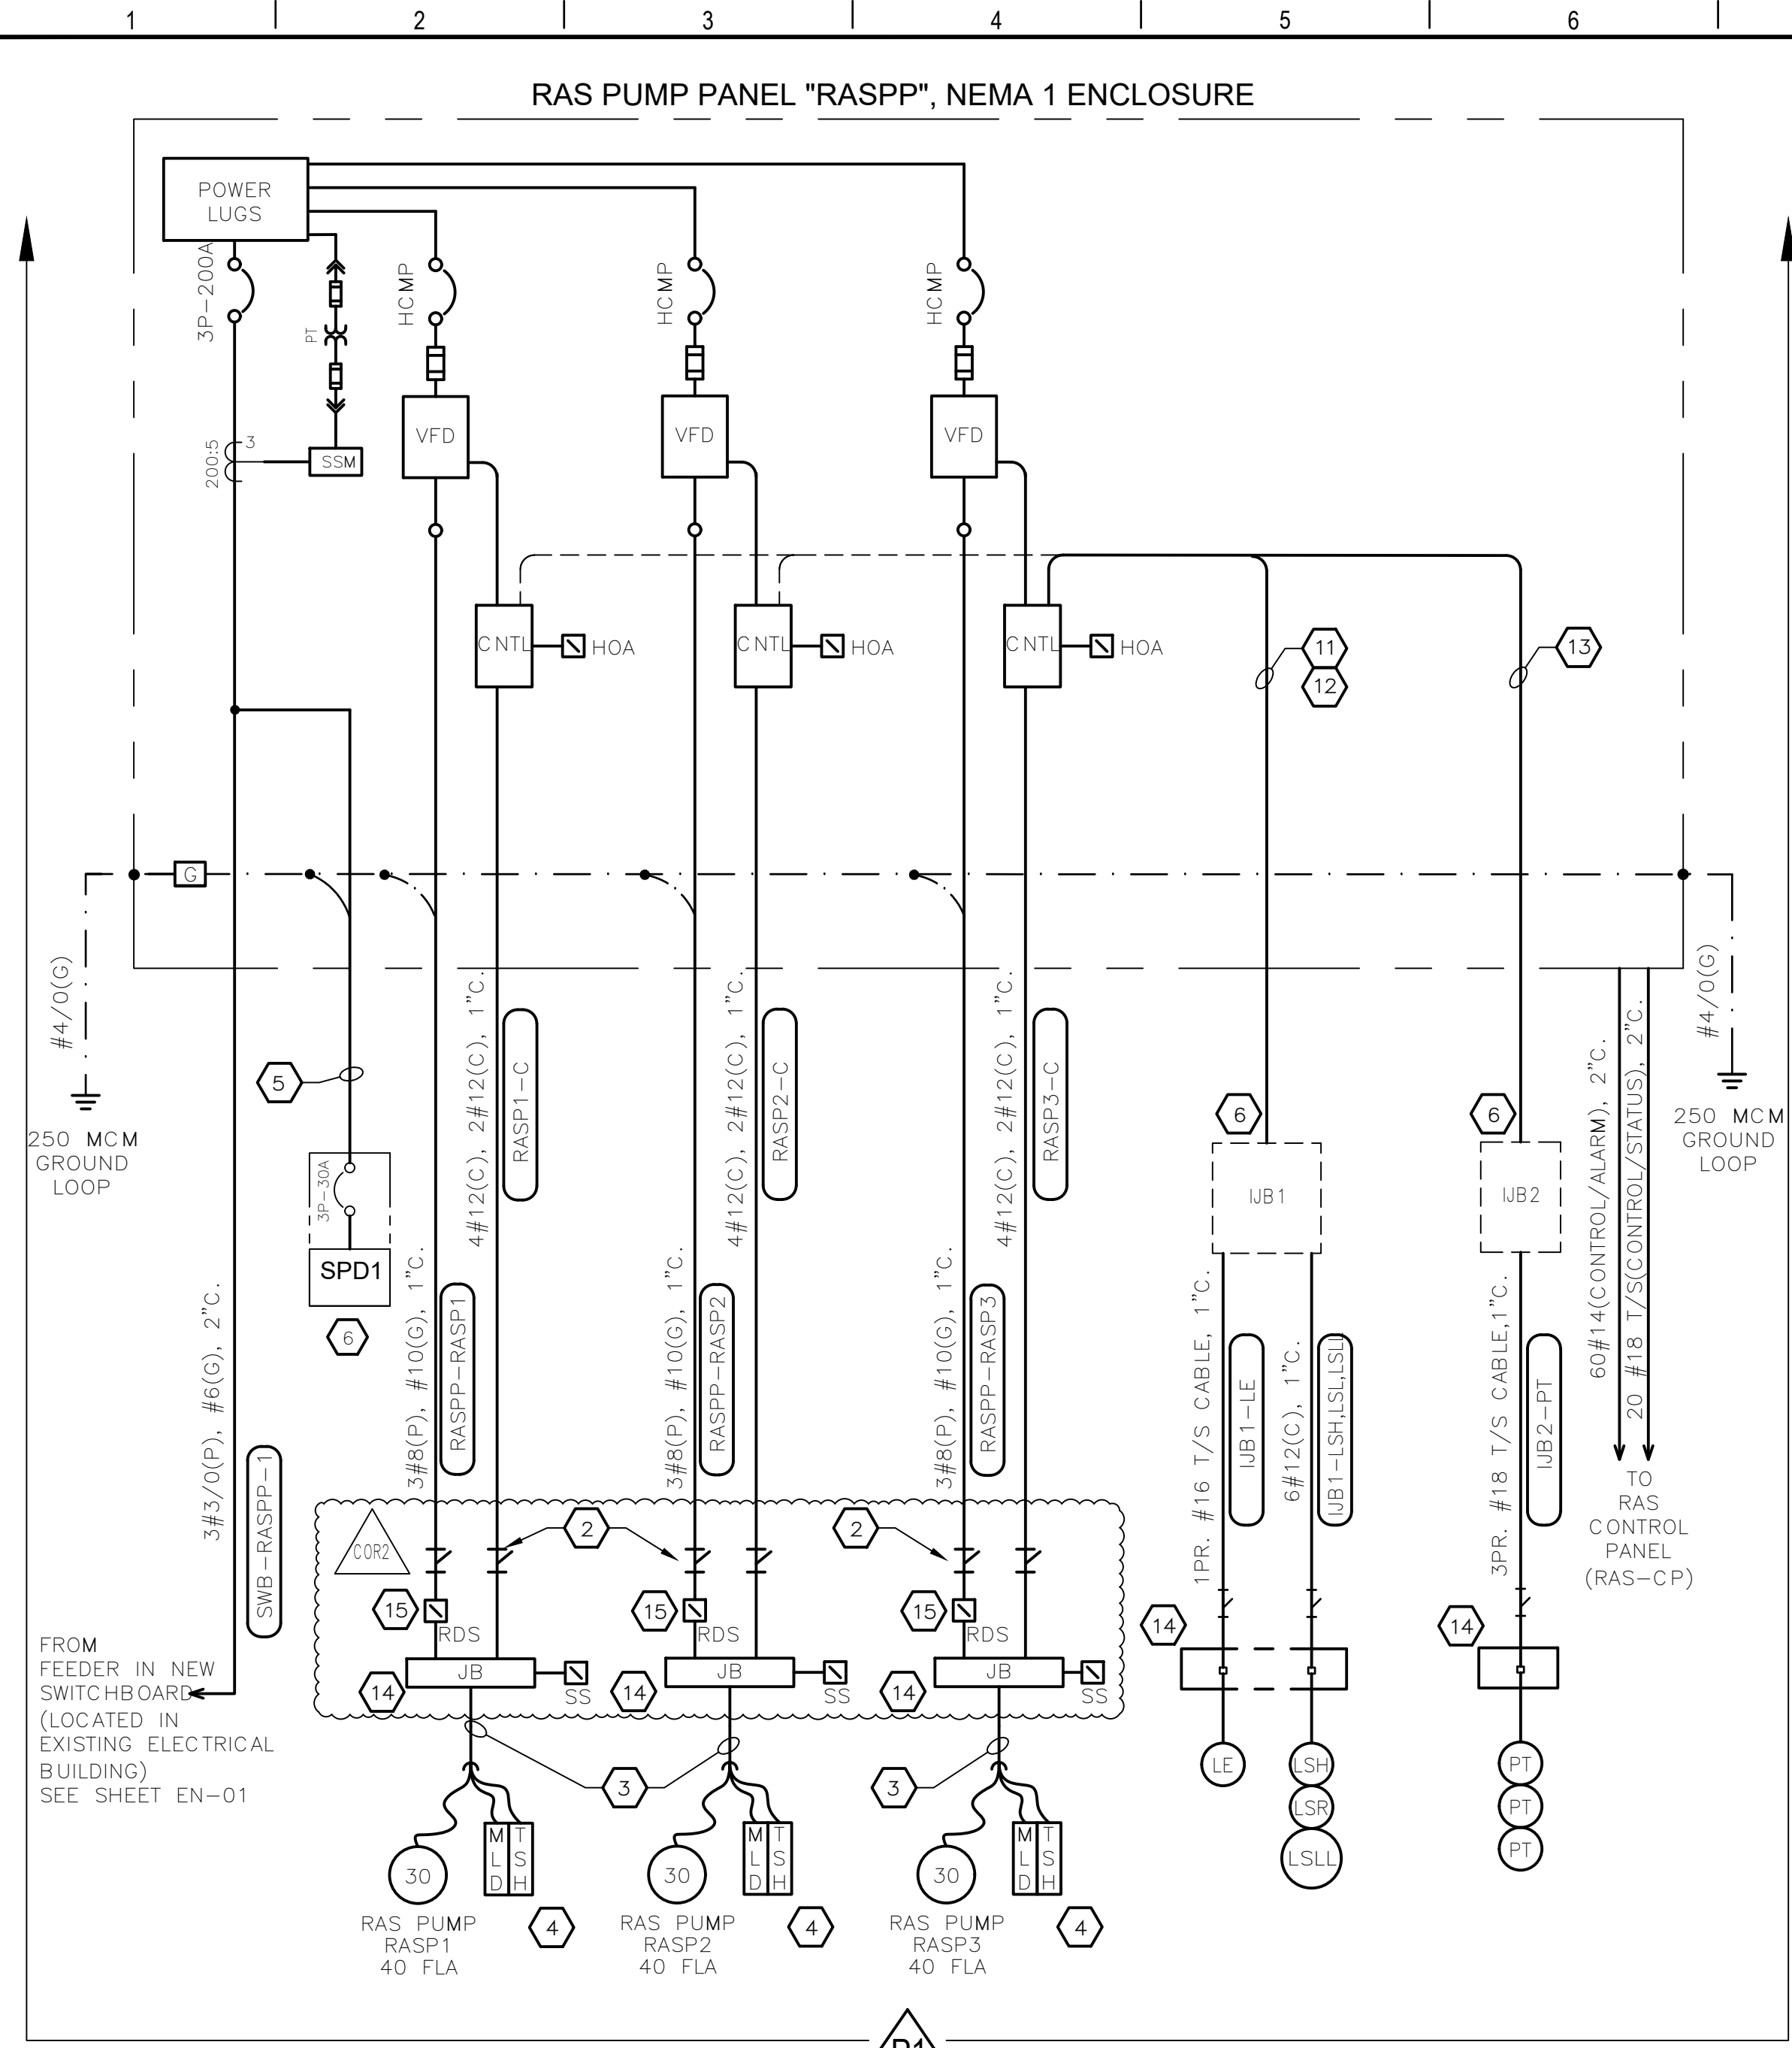 1 2 3 4 5 6
RAS PUMP PANEL "RASPP", NEMA 1 ENCLOSURE
POWER
LUGS
3P-200A
PT
HCMP
HCMP
HCMP
VFD
VFD
VFD
200:5
3
SSM
CNTL
HOA
CNTL
HOA
CNTL
HOA
11
12
13
G
#4/0(G)
250 MCM
GROUND
LOOP
#4/0(G)
250 MCM
GROUND
LOOP
5
3P-30A
SPD1
6
4#12(C), 2#12(C), 1"C.
RASP1-C
4#12(C), 2#12(C), 1"C.
RASP2-C
4#12(C), 2#12(C), 1"C.
RASP3-C
6
IJB1
6
IJB2
60#14(CONTROL/ALARM), 2"C.
20 #18 T/S(CONTROL/STATUS), 2"C.
TO
RAS
CONTROL
PANEL
(RAS-CP)
3#3/0(P), #6(G), 2"C.
SWB-RASPP-1
3#8(P), #10(G), 1"C.
RASPP-RASP1
3#8(P), #10(G), 1"C.
RASPP-RASP2
3#8(P), #10(G), 1"C.
RASPP-RASP3
1PR. #16 T/S CABLE, 1"C.
IJB1-LE
6#12(C), 1"C.
IJB1-LSH,LSL,LSLL
3PR. #18 T/S CABLE,1"C.
IJB2-PT
COR2
2
2
15
RDS
15
RDS
15
RDS
JB
SS
JB
SS
JB
SS
14
14
14
14
14
FROM
FEEDER IN NEW
SWITCHBOARD
(LOCATED IN
EXISTING ELECTRICAL
BUILDING)
SEE SHEET EN-01
3
3
LE
LSH
LSR
LSLL
PT
PT
PT
30
MLD
TSH
30
MLD
TSH
30
MLD
TSH
4
4
4
RAS PUMP
RASP1
40 FLA
RAS PUMP
RASP2
40 FLA
RAS PUMP
RASP3
40 FLA